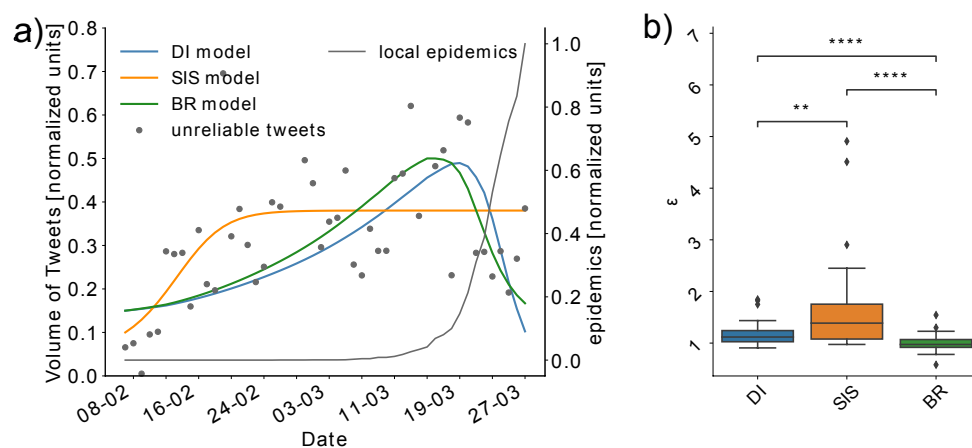 a)
Volume of Tweets [normalized units]
0.8
0.7
0.6
0.5
0.4
0.3
0.2
0.1
0.0
DI model
SIS model
BR model
unreliable tweets
local epidemics
1.0
0.8
0.6
0.4
0.2
0.0
epidemics [normalized units]
08-02
16-02
24-02
03-03
11-03
19-03
27-03
Date
b)
7
6
5
4
3
2
1
ε
****
****
**
DI
SIS
BR